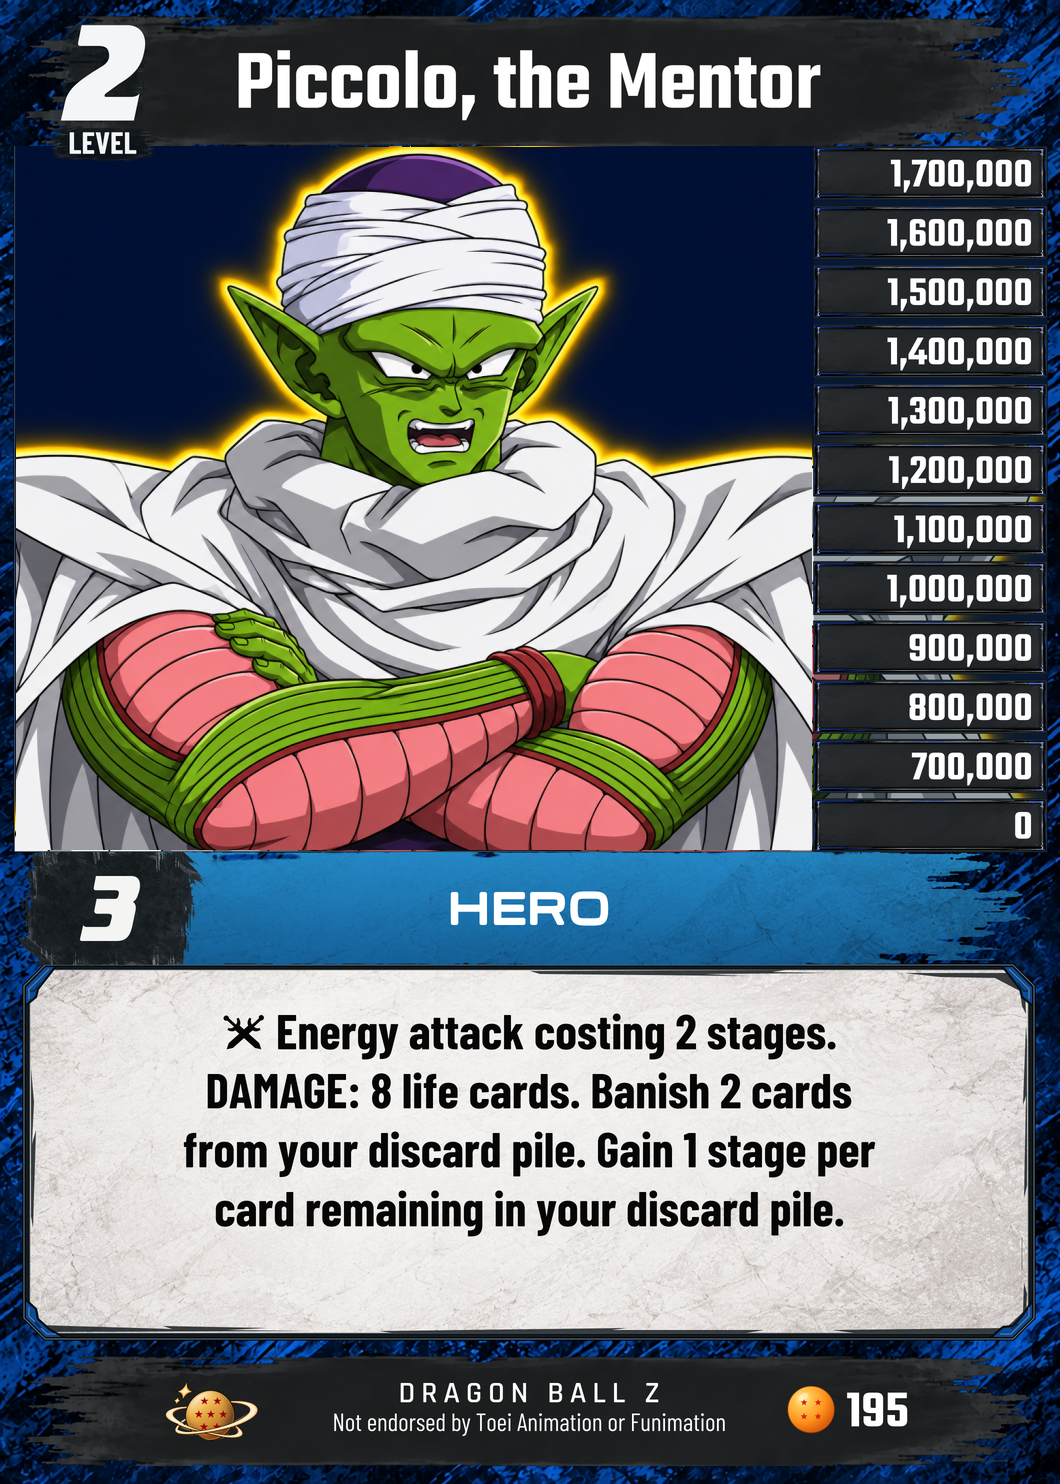 2
LEVEL
Piccolo, the Mentor
1,700,000
1,600,000
1,500,000
1,400,000
1,300,000
1,200,000
1,100,000
1,000,000
900,000
800,000
700,000
0
3
HERO
Energy attack costing 2 stages.
DAMAGE: 8 life cards. Banish 2 cards
from your discard pile. Gain 1 stage per
card remaining in your discard pile.
DRAGON BALL Z
Not endorsed by Toei Animation or Funimation
195